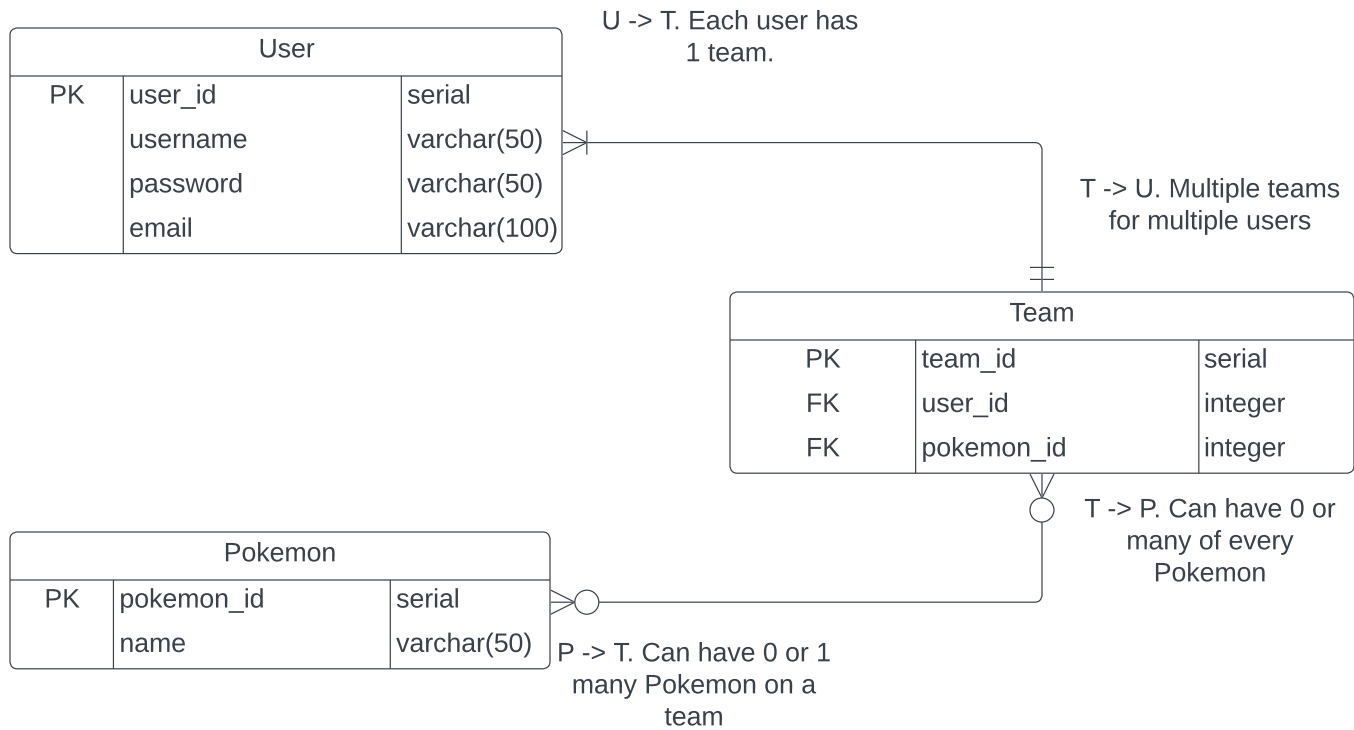 U -> T. Each user has
1 team.
User
PK user_id serial
username varchar(50)
password varchar(50)
email varchar(100)
T -> U. Multiple teams
for multiple users
Team
PK team_id serial
FK user_id integer
FK pokemon_id integer
T -> P. Can have 0 or
many of every
Pokemon
Pokemon
PK pokemon_id serial
name varchar(50)
P -> T. Can have 0 or 1
many Pokemon on a
team